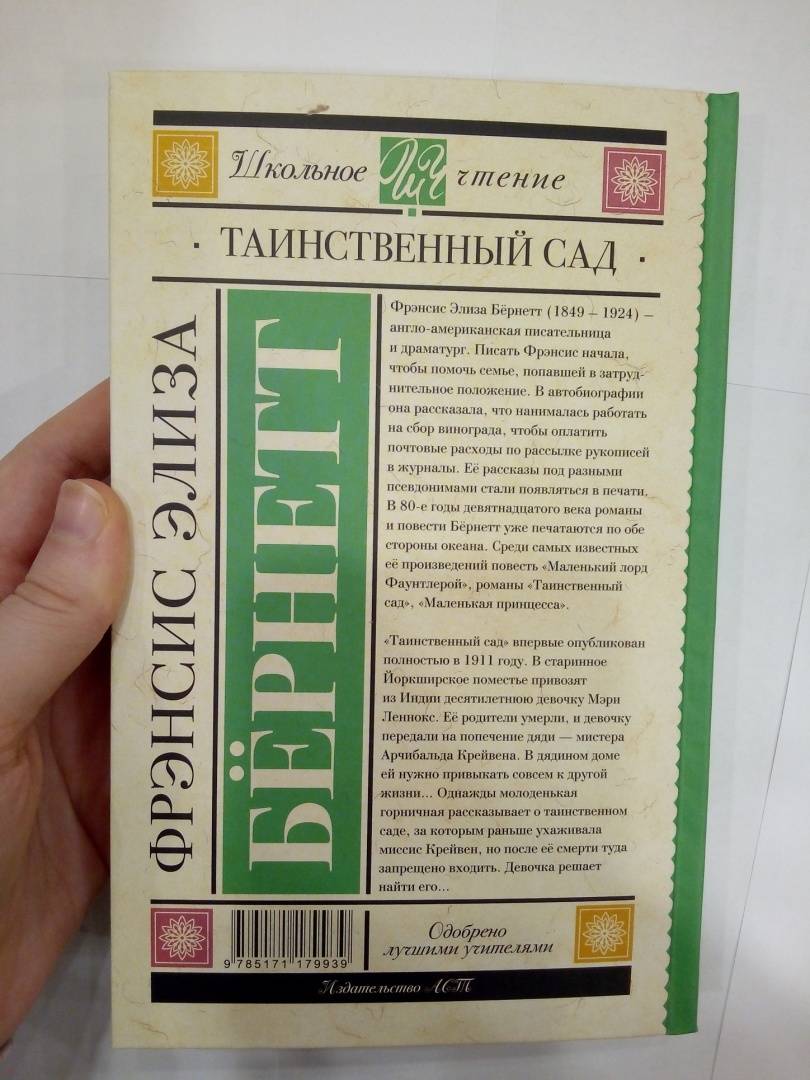 Школьное ШЧ чтение
· ТАИНСТВЕННЫЙ САД ·
ФРЭНСИС ЭЛИЗА
БЁРНЕТТ
Фрэнсис Элиза Бёрнетт (1849 – 1924) –
англо-американская писательница
и драматург. Писать Фрэнсис начала,
чтобы помочь семье, попавшей в затруд-
нительное положение. В автобиографии
она рассказала, что нанималась работать
на сбор винограда, чтобы оплатить
почтовые расходы по рассылке рукописей
в журналы. Её рассказы под разными
псевдонимами стали появляться в печати.
В 80-е годы девятнадцатого века романы
и повести Бёрнетт уже печатаются по обе
стороны океана. Среди самых известных
её произведений повесть «Маленький лорд
Фаунтлерой», романы «Таинственный
сад», «Маленькая принцесса».
«Таинственный сад» впервые опубликован
полностью в 1911 году. В старинное
Йоркширское поместье привозят
из Индии десятилетнюю девочку Мэри
Леннокс. Её родители умерли, и девочку
передали на попечение дяди — мистера
Арчибальда Крейвена. В дядином доме
ей нужно привыкать совсем к другой
жизни... Однажды молоденькая
горничная рассказывает о таинственном
саде, за которым раньше ухаживала
миссис Крейвен, но после её смерти туда
запрещено входить. Девочка решает
найти его...
9 785171 179939
Одобрено
лучшими учителями
Издательство АСТ